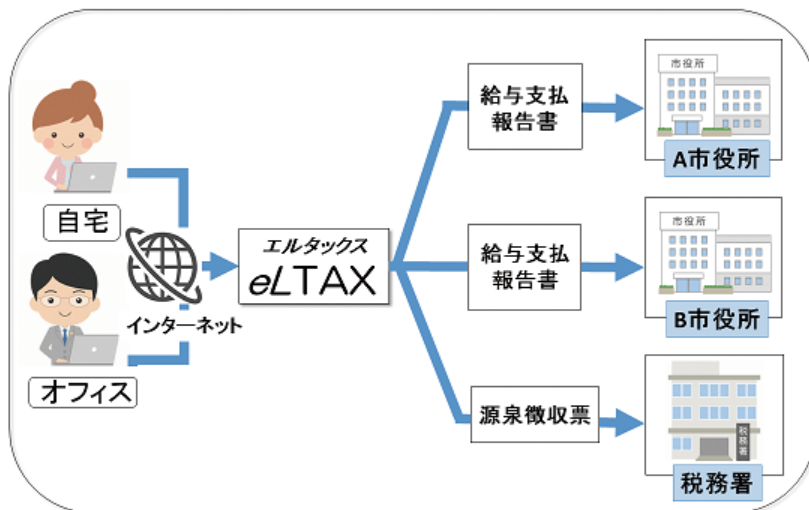 自宅
オフィス
インターネット
エルタックス
eLTAX
給与支払
報告書
市役所
A市役所
給与支払
報告書
市役所
B市役所
源泉徴収票
税務署
税務署